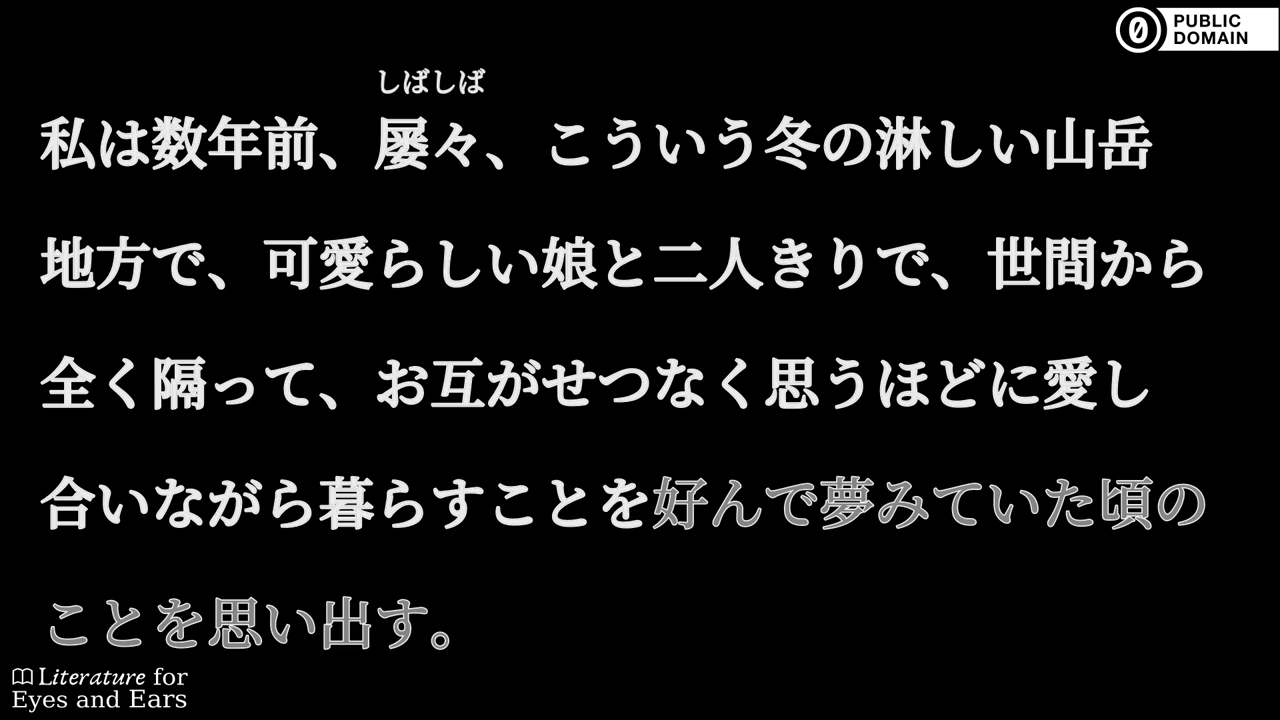 PUBLIC
DOMAIN
しばしば
私は数年前、屡々、こういう冬の淋しい山岳
地方で、可愛らしい娘と二人きりで、世間から
全く隔って、お互がせつなく思うほどに愛し
合いながら暮らすことを好んで夢みていた頃の
ことを思い出す。
Literature for
Eyes and Ears